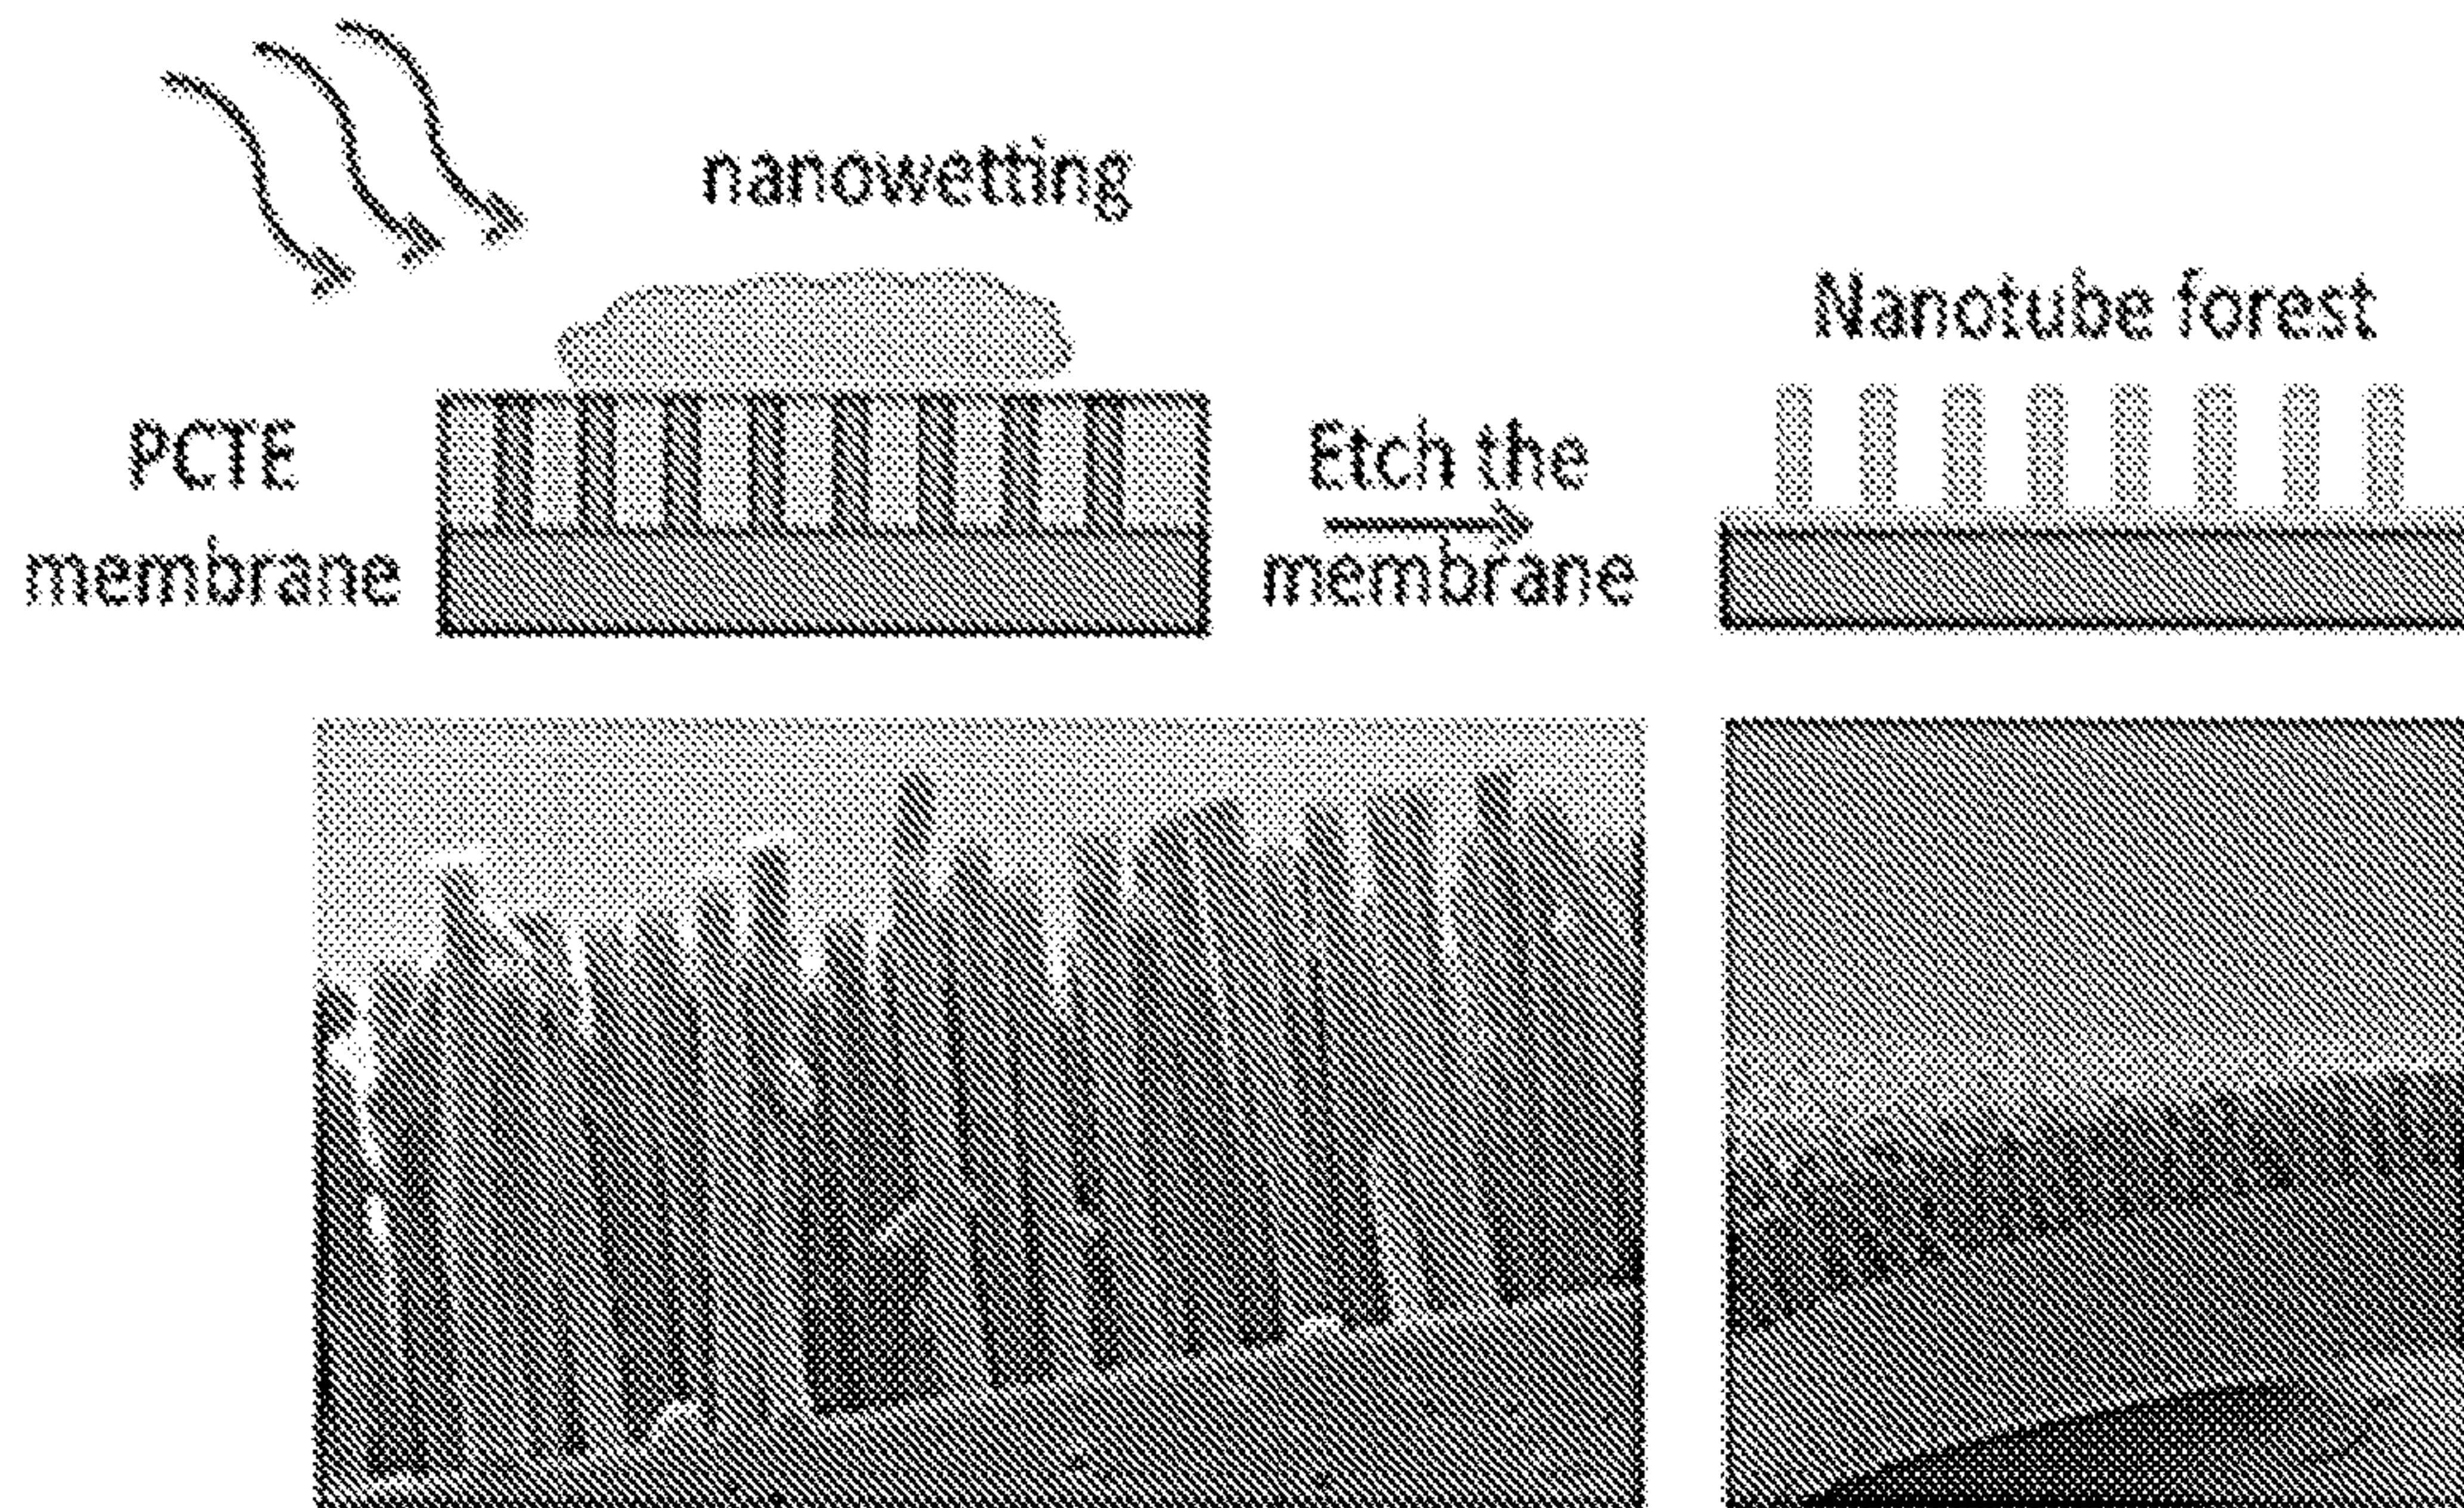 nanowetting
Nanotube forest
PCTE
membrane
Etch the
membrane